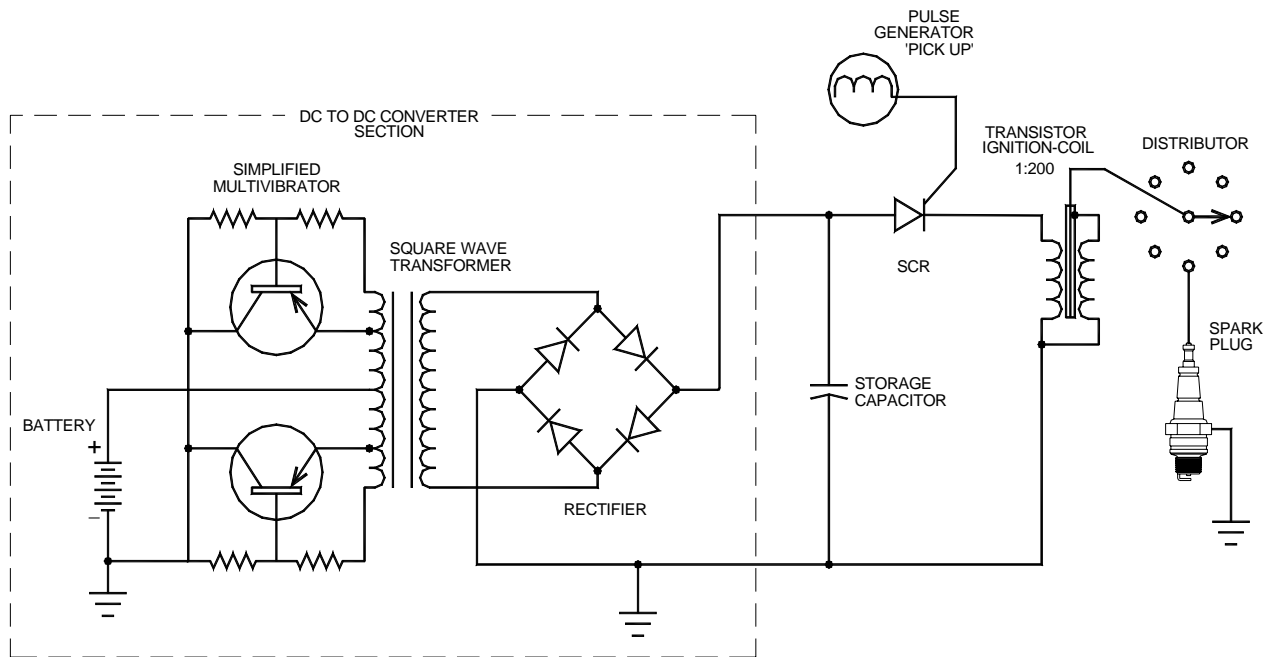 PULSE
GENERATOR
'PICK UP'
DC TO DC CONVERTER
SECTION
SIMPLIFIED
MULTIVIBRATOR
SQUARE WAVE
TRANSFORMER
TRANSISTOR
IGNITION-COIL
1:200
DISTRIBUTOR
SCR
SPARK
PLUG
STORAGE
CAPACITOR
BATTERY
+
–
RECTIFIER